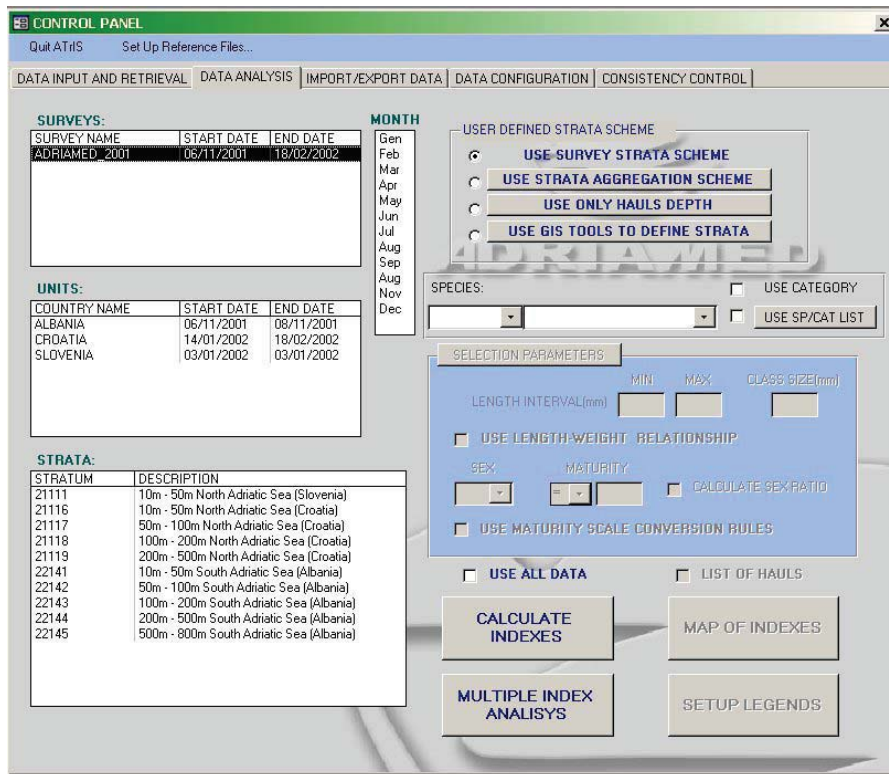 CONTROL PANEL
Quit ATrIS Set Up Reference Files...
DATA INPUT AND RETRIEVAL DATA ANALYSIS IMPORT/EXPORT DATA DATA CONFIGURATION CONSISTENCY CONTROL
SURVEYS:
SURVEY NAME START DATE END DATE
ADRIAMED_2001 06/11/2001 18/02/2002
UNITS:
COUNTRY NAME START DATE END DATE
ALBANIA 06/11/2001 08/11/2001
CROATIA 14/01/2002 18/02/2002
SLOVENIA 03/01/2002 03/01/2002
STRATA:
STRATUM DESCRIPTION
21111 10m - 50m North Adriatic Sea (Slovenia)
21116 10m - 50m North Adriatic Sea (Croatia)
21117 50m - 100m North Adriatic Sea (Croatia)
21118 100m - 200m North Adriatic Sea (Croatia)
21119 200m - 500m North Adriatic Sea (Croatia)
22141 10m - 50m South Adriatic Sea (Albania)
22142 50m - 100m South Adriatic Sea (Albania)
22143 100m - 200m South Adriatic Sea (Albania)
22144 200m - 500m South Adriatic Sea (Albania)
22145 500m - 800m South Adriatic Sea (Albania)
MONTH
Gen
Feb
Mar
Apr
May
Jun
Jul
Aug
Sep
Aug
Nov
Dec
USER DEFINED STRATA SCHEME
USE SURVEY STRATA SCHEME
USE STRATA AGGREGATION SCHEME
USE ONLY HAULS DEPTH
USE GIS TOOLS TO DEFINE STRATA
ADRIAMED
SPECIES: USE CATEGORY
USE SP/CAT LIST
SELECTION PARAMETERS
MIN MAX CLASS SIZE(mm)
LENGTH INTERVAL(mm)
USE LENGTH-WEIGHT RELATIONSHIP
SEX MATURITY
= CALCULATE SEX RATIO
USE MATURITY SCALE CONVERSION RULES
USE ALL DATA LIST OF HAULS
CALCULATE
INDEXES
MAP OF INDEXES
MULTIPLE INDEX
ANALISYS
SETUP LEGENDS